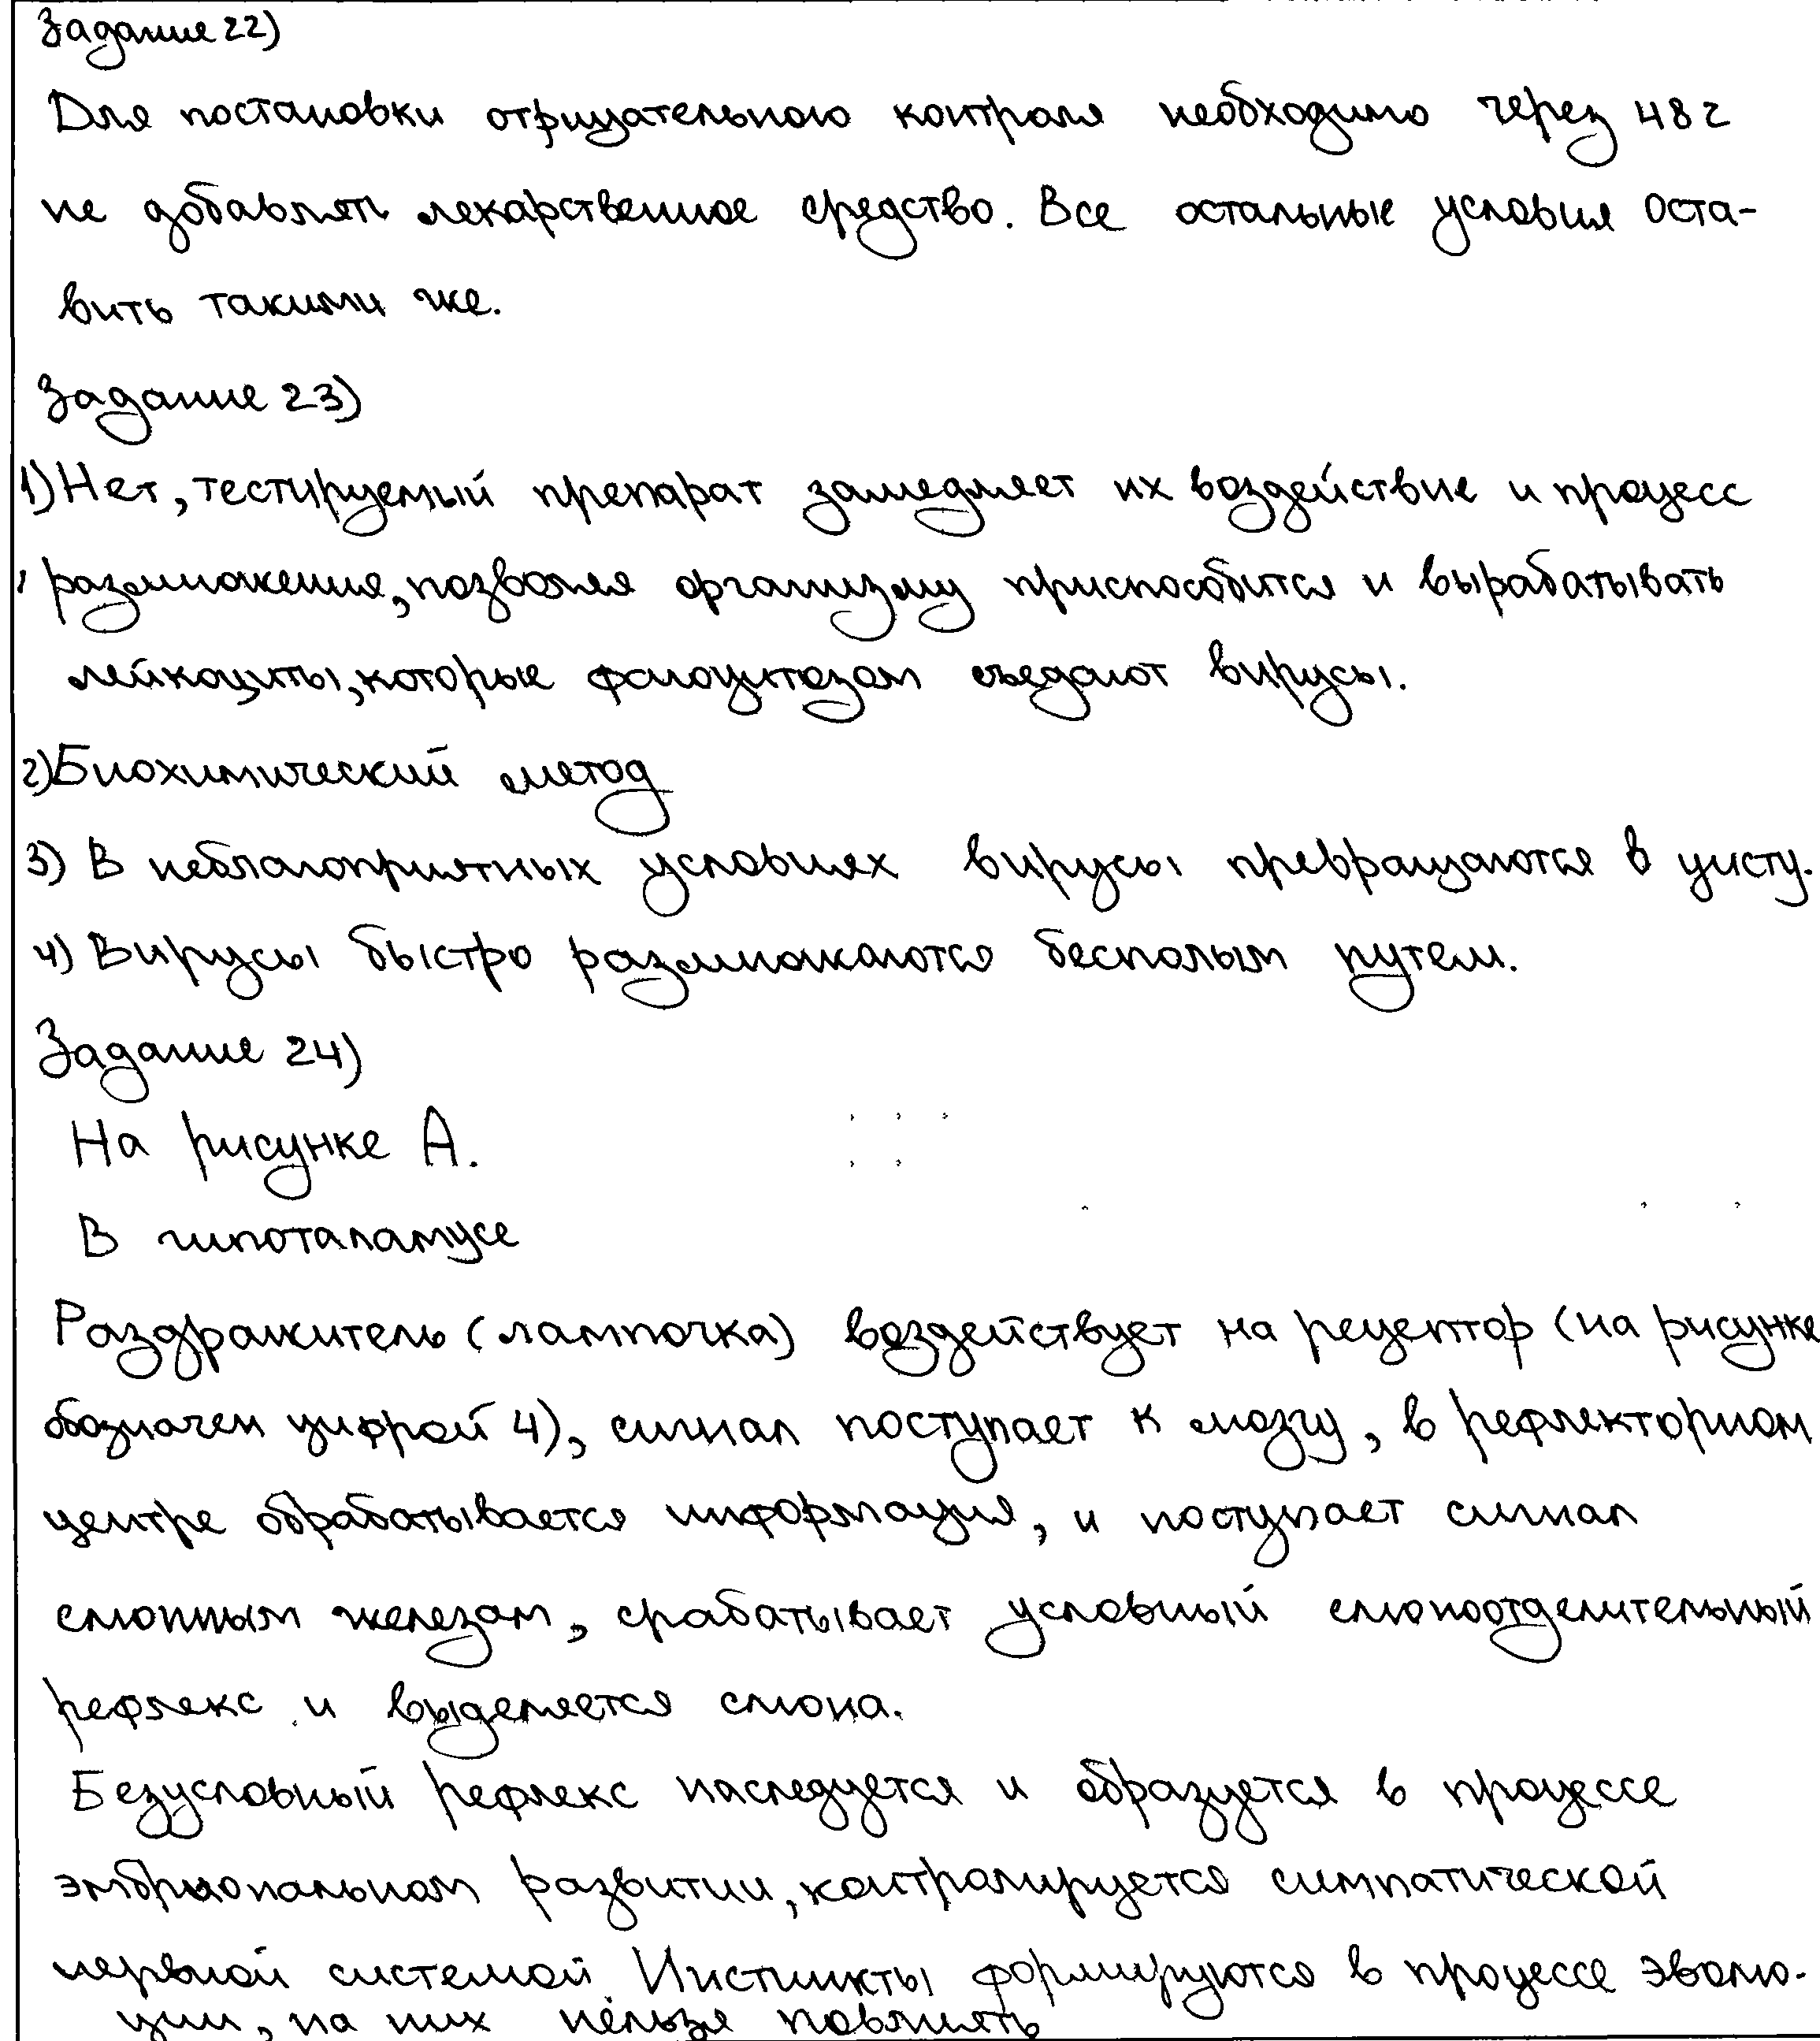 Задание 22)
Для постановки отрицательного контроля необходимо через 48 г
не добавлять лекарственное средство. Все остальные условия оста-
вить такими же.
Задание 23)
1) Нет, тестируемый препарат замедляет их воздействие и процесс
размножения, позволяя организму приспособится и вырабатывать
лейкоциты, которые фагоцитозом съедают вирусы.
2) Биохимический метод
3) В неблагоприятных условиях вирусы превращаются в цисту.
4) Вирусы быстро размножаются бесполым путем.
Задание 24)
На рисунке А.
В гипоталамусе
Раздражитель (лампочка) воздействует на рецептор (на рисунке
обозначен цифрой 4), сигнал поступает к мозгу, в рефлекторном
центре обрабатывается информация, и поступает сигнал
слюнным железам, срабатывает условный слюноотделительный
рефлекс и выделяется слюна.
Безусловный рефлекс наследуется и образуется в процессе
эмбриональном развитии, контролируется симпатической
нервной системой. Инстинкты формируются в процессе эволю-
ции, на них нельзя повлиять